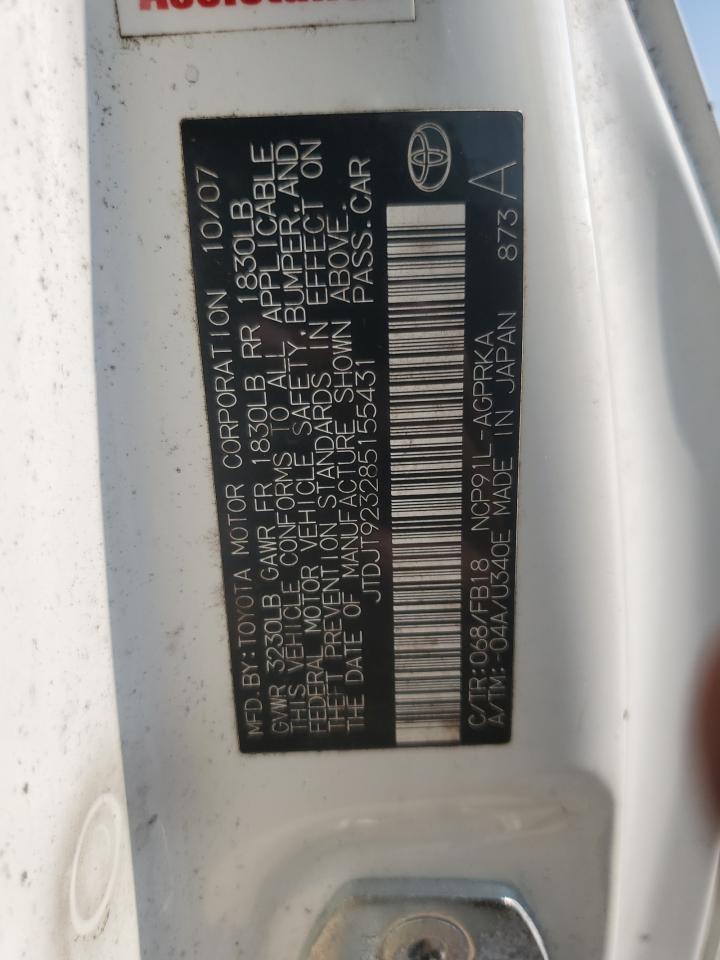 MFD.BY:TOYOTA MOTOR CORPORATION 10/07
GVWR 3230LB GAWR FR 1830LB RR 1830LB
THIS VEHICLE CONFORMS TO ALL APPLICABLE
FEDERAL MOTOR VEHICLE SAFETY,BUMPER,AND
THEFT PREVENTION STANDARDS IN EFFECT ON
THE DATE OF MANUFACTURE SHOWN ABOVE.
JTDJT923285155431 PASS.CAR
C/TR:068/FB18 NCP91L-AGPRKA
A/TM:-04A/U340E MADE IN JAPAN 873 A